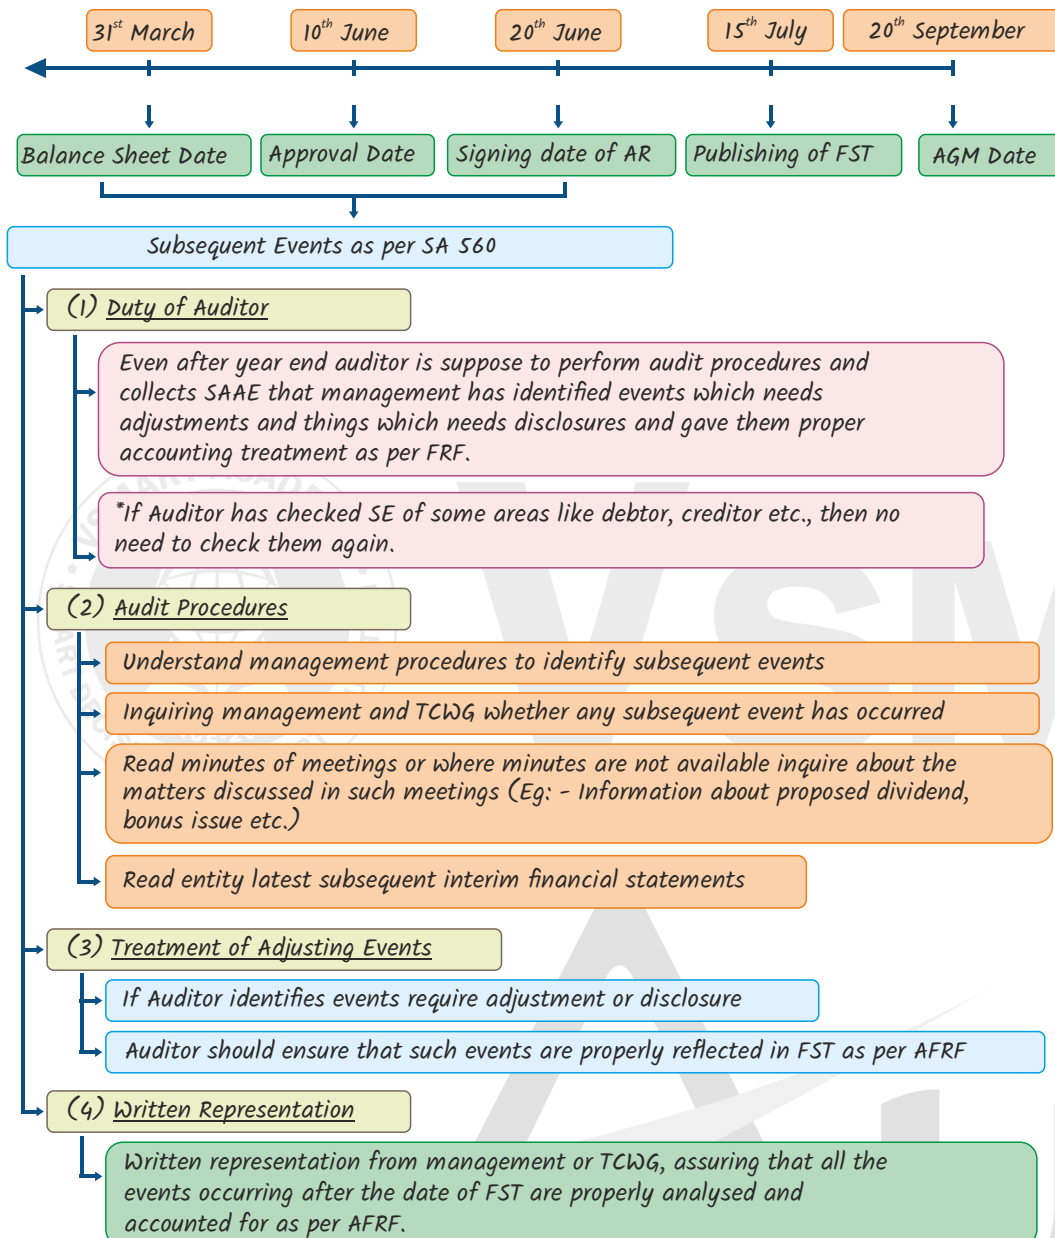 31st March
10th June
20th June
15th July
20th September
Balance Sheet Date
Approval Date
Signing date of AR
Publishing of FST
AGM Date
Subsequent Events as per SA 560
(1) Duty of Auditor
Even after year end auditor is suppose to perform audit procedures and
collects SAAE that management has identified events which needs
adjustments and things which needs disclosures and gave them proper
accounting treatment as per FRF.
*If Auditor has checked SE of some areas like debtor, creditor etc., then no
need to check them again.
(2) Audit Procedures
Understand management procedures to identify subsequent events
Inquiring management and TCWG whether any subsequent event has occurred
Read minutes of meetings or where minutes are not available inquire about the
matters discussed in such meetings (Eg: - Information about proposed dividend,
bonus issue etc.)
Read entity latest subsequent interim financial statements
(3) Treatment of Adjusting Events
If Auditor identifies events require adjustment or disclosure
Auditor should ensure that such events are properly reflected in FST as per AFRF
(4) Written Representation
Written representation from management or TCWG, assuring that all the
events occurring after the date of FST are properly analysed and
accounted for as per AFRF.